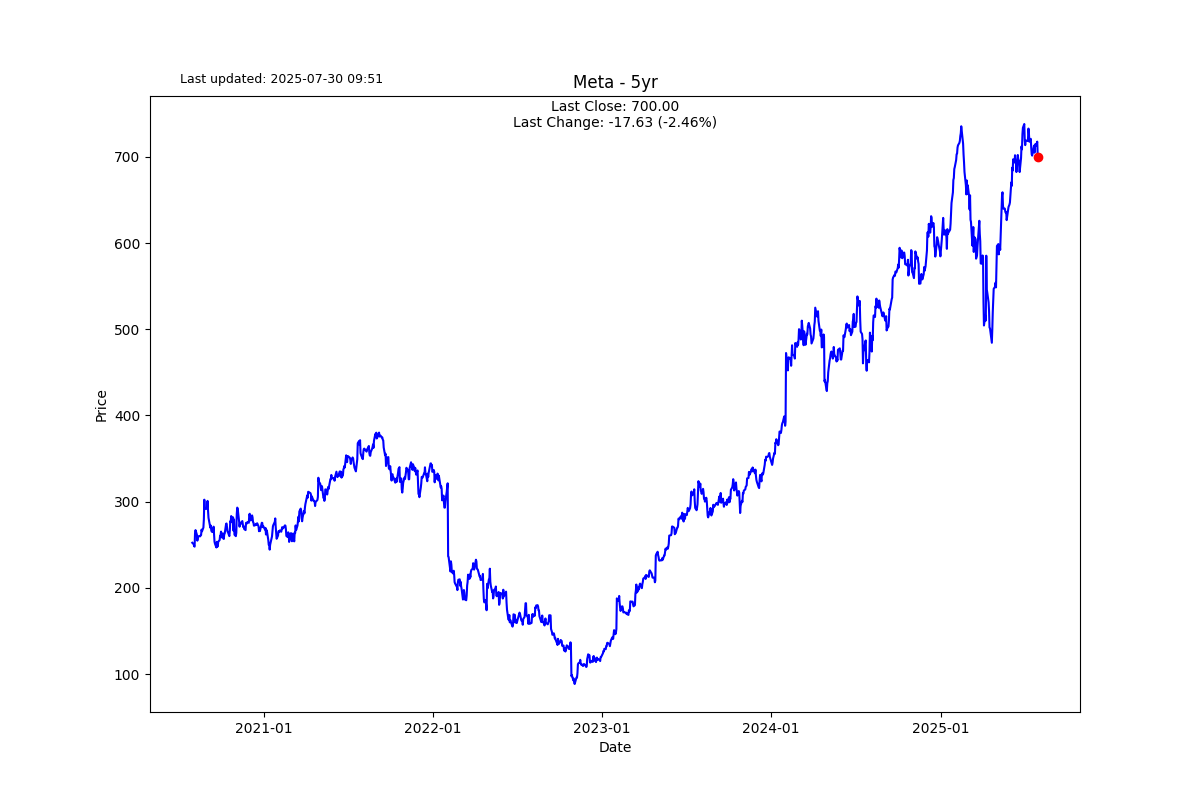 Last updated: 2025-07-30 09:51
Meta - 5yr
Last Close: 700.00
Last Change: -17.63 (-2.46%)
Price
700
600
500
400
300
200
100
2021-01
2022-01
2023-01
2024-01
2025-01
Date